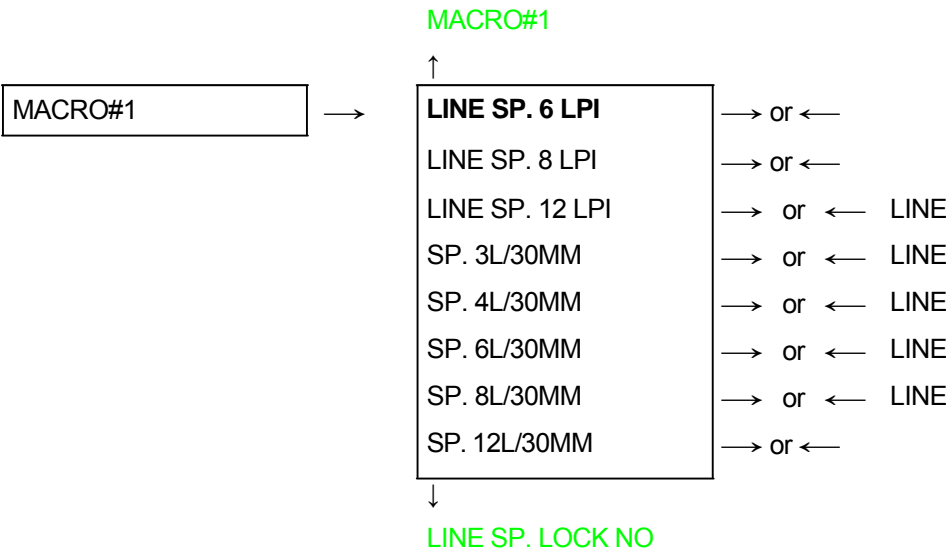 MACRO#1
↑
MACRO#1 → LINE SP. 6 LPI → or ←
LINE SP. 8 LPI → or ←
LINE SP. 12 LPI → or ← LINE
SP. 3L/30MM → or ← LINE
SP. 4L/30MM → or ← LINE
SP. 6L/30MM → or ← LINE
SP. 8L/30MM → or ← LINE
SP. 12L/30MM → or ←
↓
LINE SP. LOCK NO